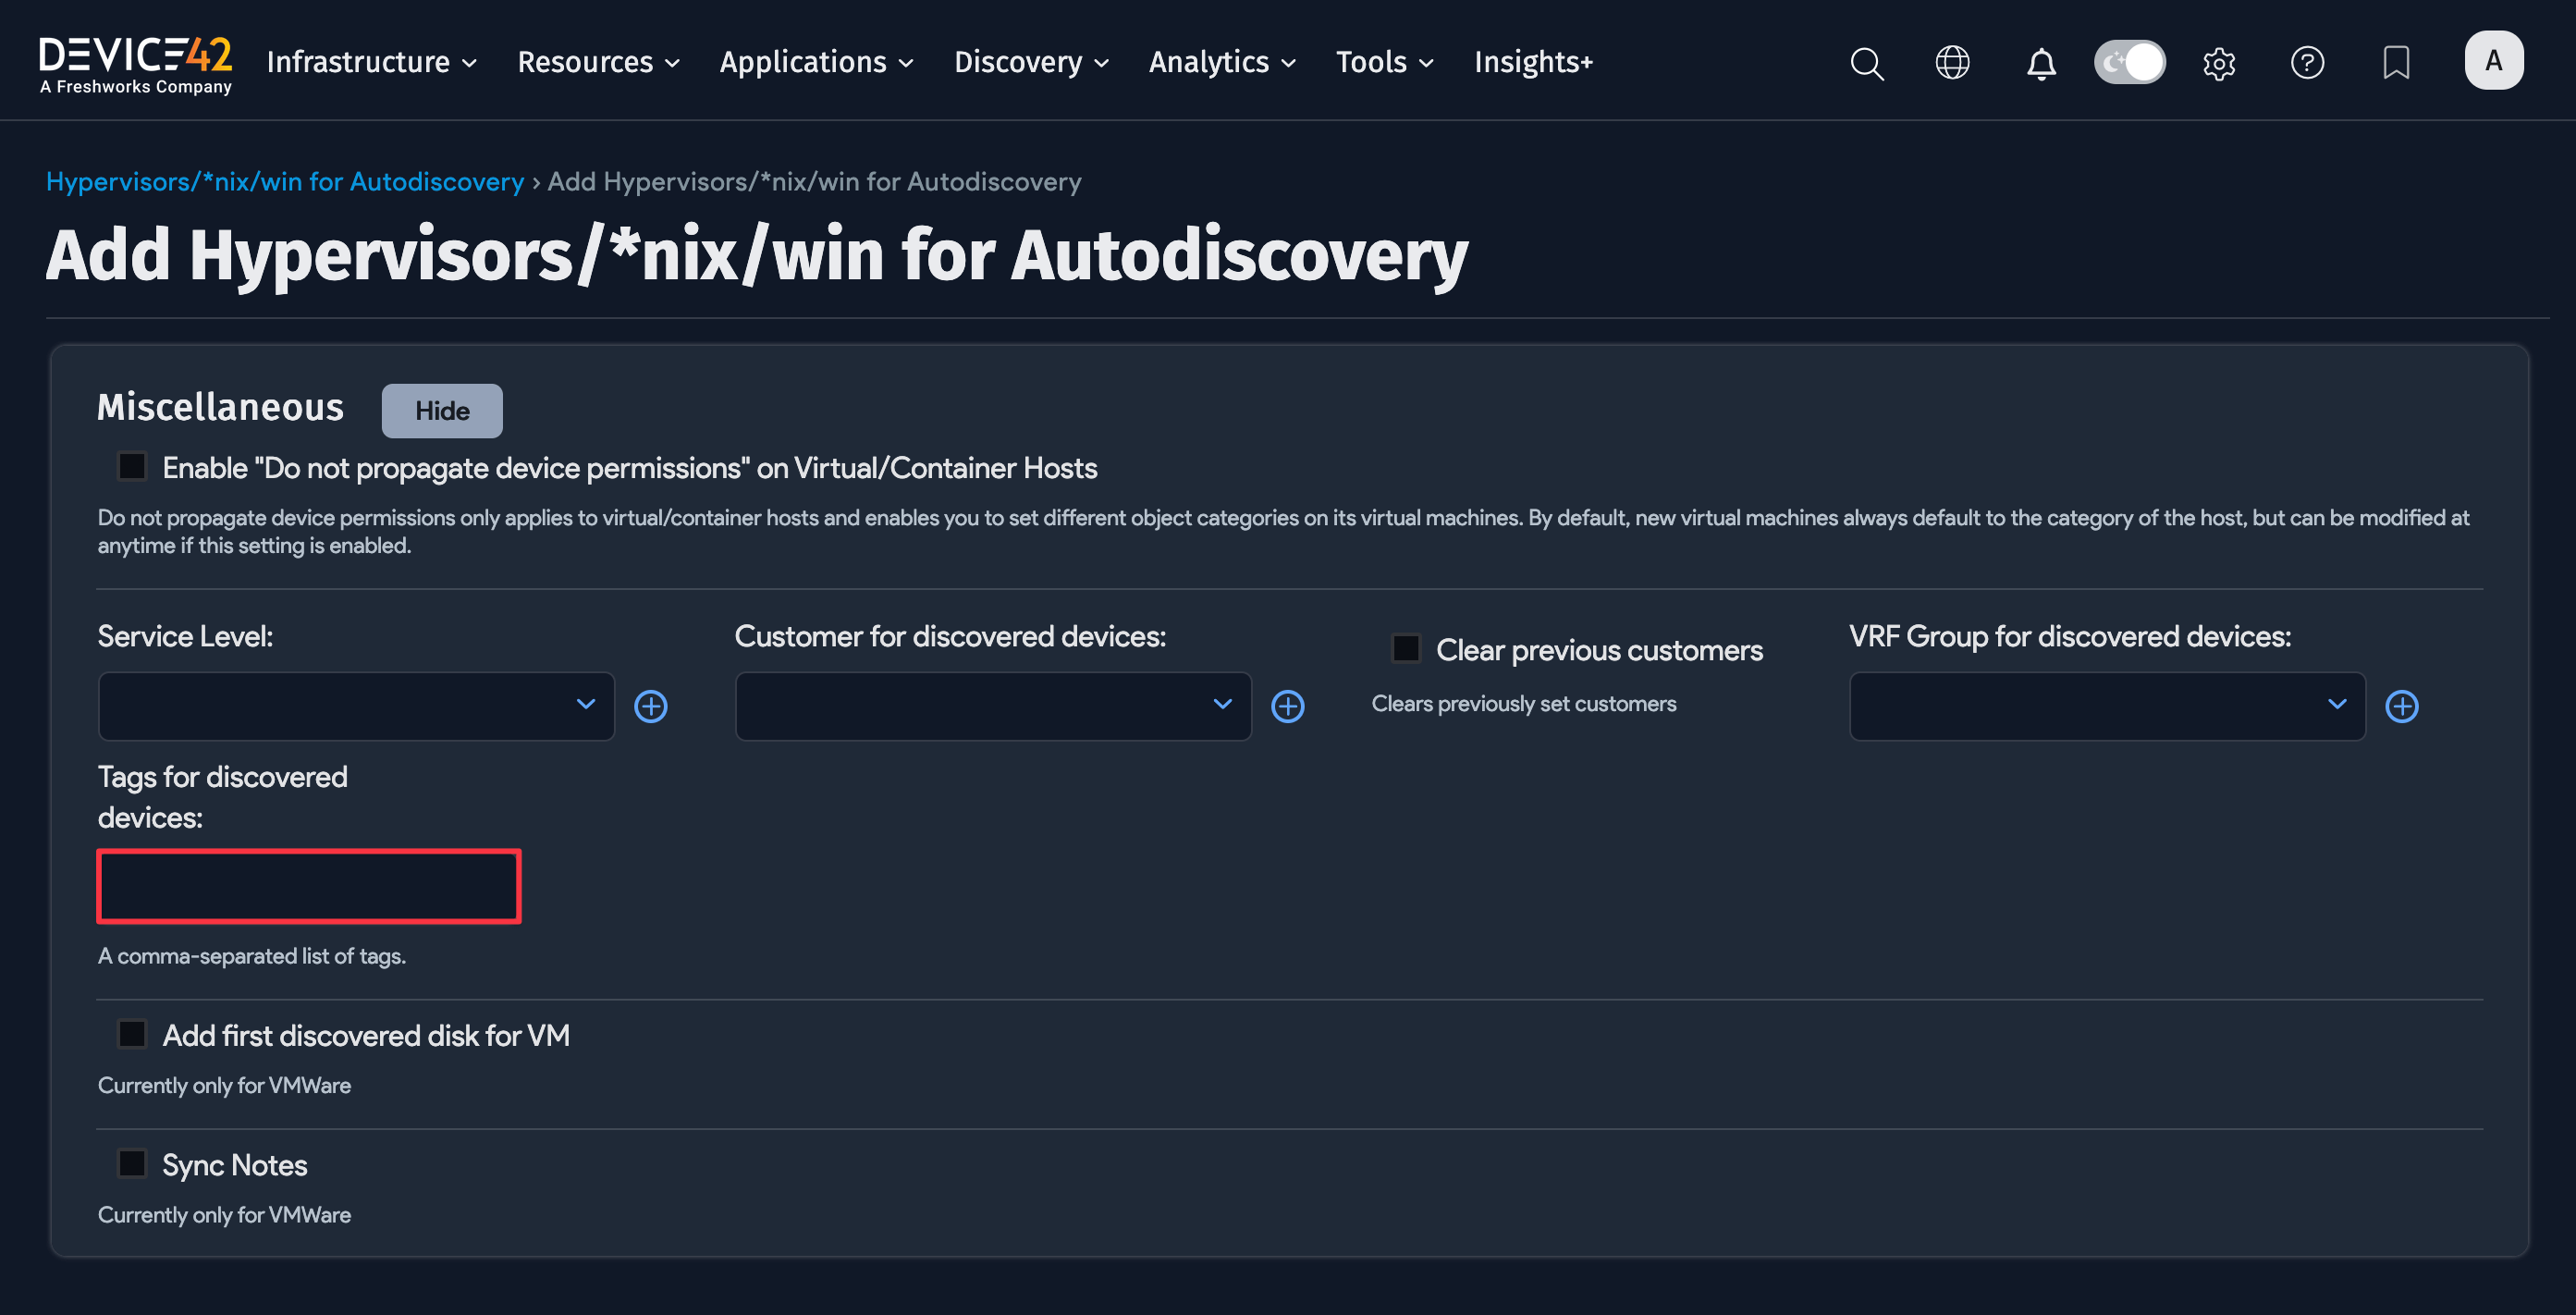 DEVICE42
A Freshworks Company
Infrastructure
Resources
Applications
Discovery
Analytics
Tools
Insights+
A
Hypervisors/*nix/win for Autodiscovery › Add Hypervisors/*nix/win for Autodiscovery
Add Hypervisors/*nix/win for Autodiscovery
Miscellaneous
Hide
Enable "Do not propagate device permissions" on Virtual/Container Hosts
Do not propagate device permissions only applies to virtual/container hosts and enables you to set different object categories on its virtual machines. By default, new virtual machines always default to the category of the host, but can be modified at
anytime if this setting is enabled.
Service Level:
Customer for discovered devices:
Clear previous customers
Clears previously set customers
VRF Group for discovered devices:
Tags for discovered
devices:
A comma-separated list of tags.
Add first discovered disk for VM
Currently only for VMWare
Sync Notes
Currently only for VMWare